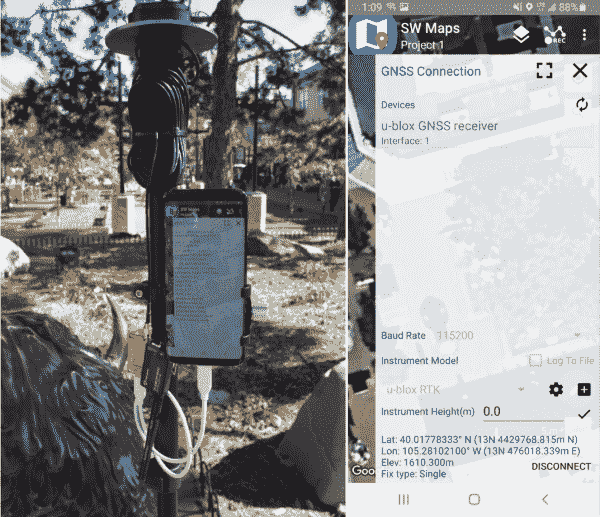 1:09
88%
SW Maps
Project 1
REC
GNSS Connection
Devices
u-blox GNSS receiver
Interface: 1
Baud Rate 115200
Instrument Model
Log To File
u-blox RTK
Instrument Height(m) 0.0
Lat: 40.01778333° N (13N 4429768.815m N)
Lon: 105.28102100° W (13N 476018.339m E)
Elev: 1610.300m
Fix type: Single
DISCONNECT
Goo